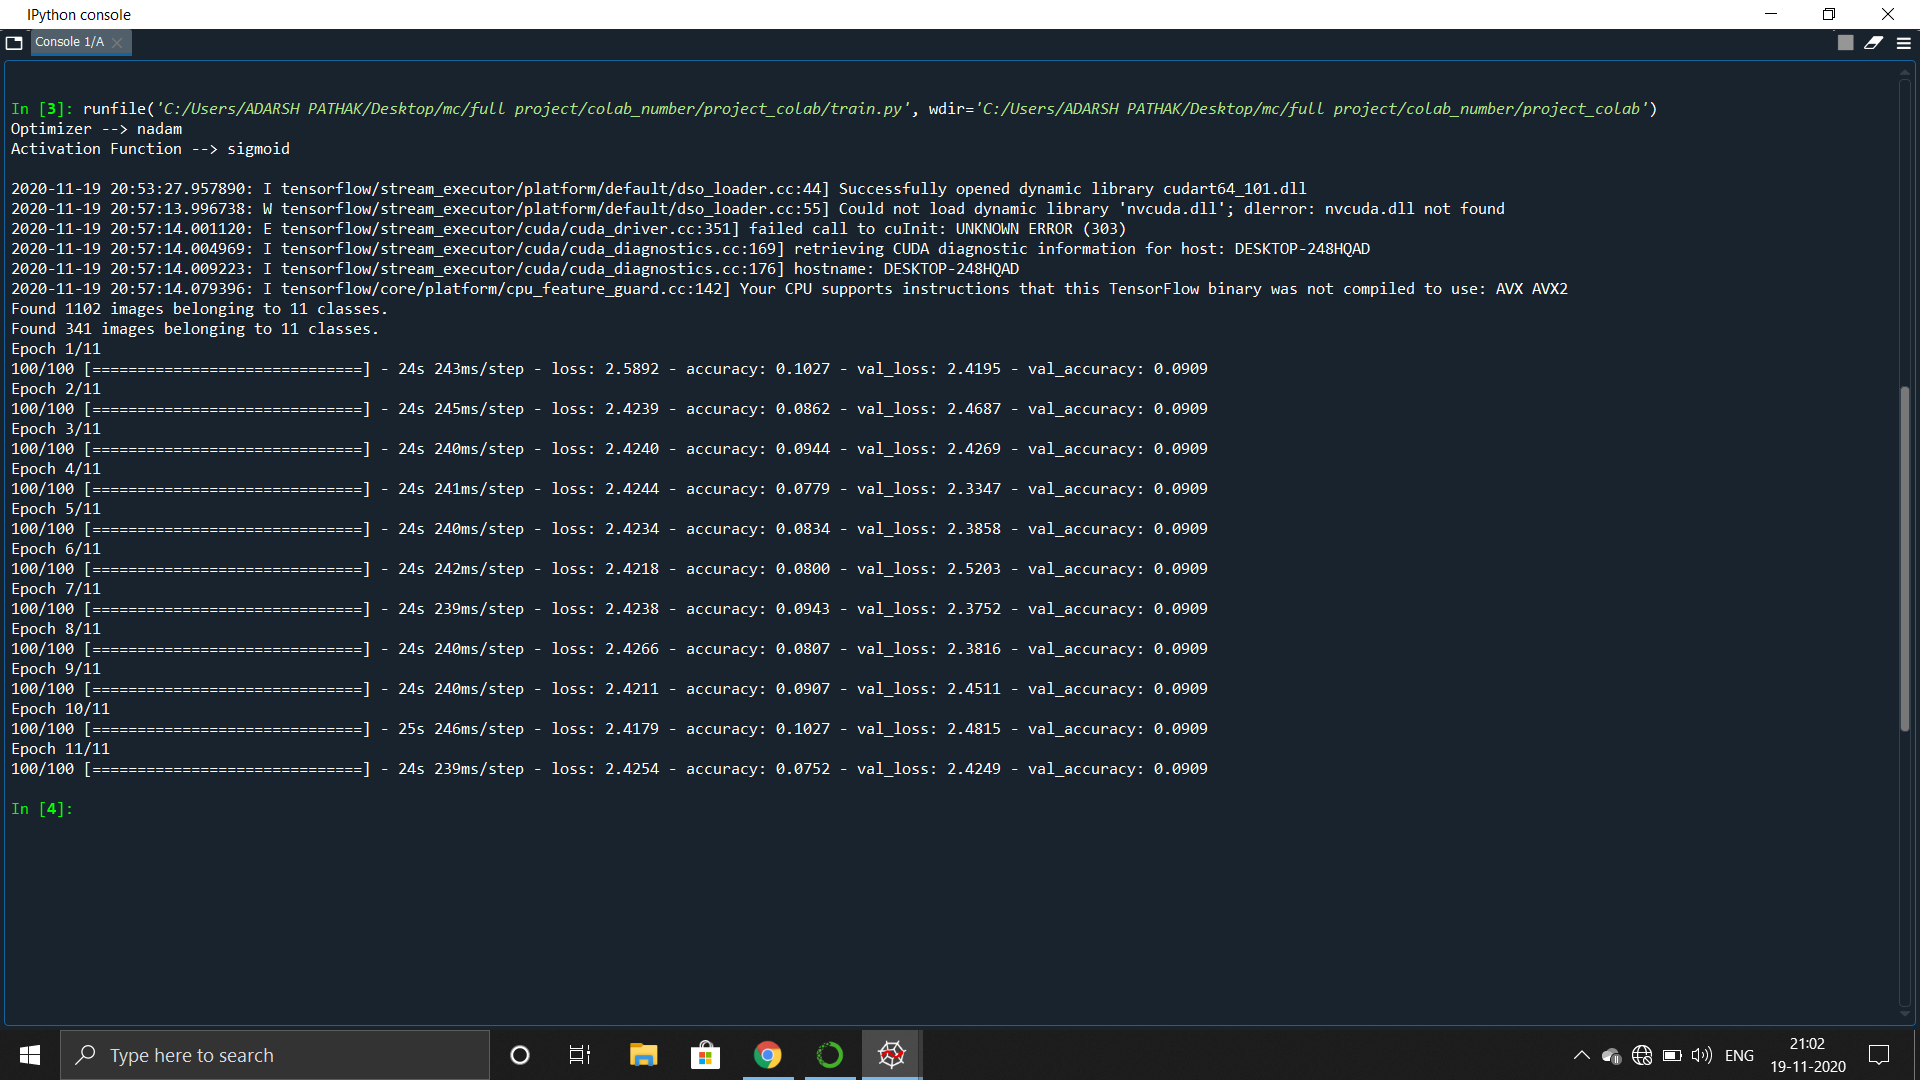 IPython console
Console 1/A
In [3]: runfile('C:/Users/ADARSH PATHAK/Desktop/mc/full project/colab_number/project_colab/train.py', wdir='C:/Users/ADARSH PATHAK/Desktop/mc/full project/colab_number/project_colab')
Optimizer --> nadam
Activation Function --> sigmoid
2020-11-19 20:53:27.957890: I tensorflow/stream_executor/platform/default/dso_loader.cc:44] Successfully opened dynamic library cudart64_101.dll
2020-11-19 20:57:13.996738: W tensorflow/stream_executor/platform/default/dso_loader.cc:55] Could not load dynamic library 'nvcuda.dll'; dlerror: nvcuda.dll not found
2020-11-19 20:57:14.001120: E tensorflow/stream_executor/cuda/cuda_driver.cc:351] failed call to cuInit: UNKNOWN ERROR (303)
2020-11-19 20:57:14.004969: I tensorflow/stream_executor/cuda/cuda_diagnostics.cc:169] retrieving CUDA diagnostic information for host: DESKTOP-248HQAD
2020-11-19 20:57:14.009223: I tensorflow/stream_executor/cuda/cuda_diagnostics.cc:176] hostname: DESKTOP-248HQAD
2020-11-19 20:57:14.079396: I tensorflow/core/platform/cpu_feature_guard.cc:142] Your CPU supports instructions that this TensorFlow binary was not compiled to use: AVX AVX2
Found 1102 images belonging to 11 classes.
Found 341 images belonging to 11 classes.
Epoch 1/11
100/100 [==============================] - 24s 243ms/step - loss: 2.5892 - accuracy: 0.1027 - val_loss: 2.4195 - val_accuracy: 0.0909
Epoch 2/11
100/100 [==============================] - 24s 245ms/step - loss: 2.4239 - accuracy: 0.0862 - val_loss: 2.4687 - val_accuracy: 0.0909
Epoch 3/11
100/100 [==============================] - 24s 240ms/step - loss: 2.4240 - accuracy: 0.0944 - val_loss: 2.4269 - val_accuracy: 0.0909
Epoch 4/11
100/100 [==============================] - 24s 241ms/step - loss: 2.4244 - accuracy: 0.0779 - val_loss: 2.3347 - val_accuracy: 0.0909
Epoch 5/11
100/100 [==============================] - 24s 240ms/step - loss: 2.4234 - accuracy: 0.0834 - val_loss: 2.3858 - val_accuracy: 0.0909
Epoch 6/11
100/100 [==============================] - 24s 242ms/step - loss: 2.4218 - accuracy: 0.0800 - val_loss: 2.5203 - val_accuracy: 0.0909
Epoch 7/11
100/100 [==============================] - 24s 239ms/step - loss: 2.4238 - accuracy: 0.0943 - val_loss: 2.3752 - val_accuracy: 0.0909
Epoch 8/11
100/100 [==============================] - 24s 240ms/step - loss: 2.4266 - accuracy: 0.0807 - val_loss: 2.3816 - val_accuracy: 0.0909
Epoch 9/11
100/100 [==============================] - 24s 240ms/step - loss: 2.4211 - accuracy: 0.0907 - val_loss: 2.4511 - val_accuracy: 0.0909
Epoch 10/11
100/100 [==============================] - 25s 246ms/step - loss: 2.4179 - accuracy: 0.1027 - val_loss: 2.4815 - val_accuracy: 0.0909
Epoch 11/11
100/100 [==============================] - 24s 239ms/step - loss: 2.4254 - accuracy: 0.0752 - val_loss: 2.4249 - val_accuracy: 0.0909
In [4]:
Type here to search
ENG
21:02
19-11-2020